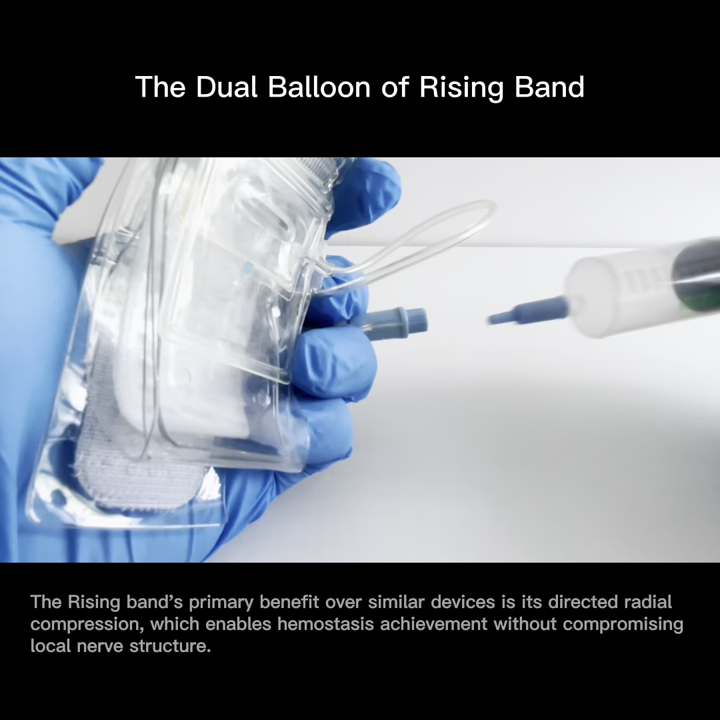 The Dual Balloon of Rising Band
The Rising band's primary benefit over similar devices is its directed radial
compression, which enables hemostasis achievement without compromising
local nerve structure.